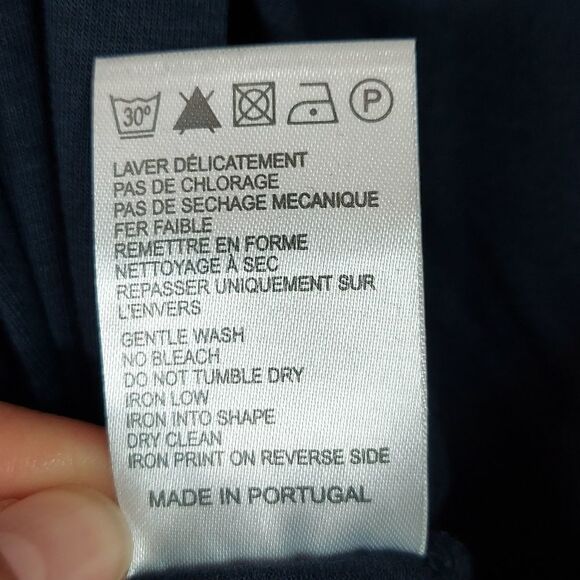 30° P
LAVER DÉLICATEMENT
PAS DE CHLORAGE
PAS DE SECHAGE MECANIQUE
FER FAIBLE
REMETTRE EN FORME
NETTOYAGE À SEC
REPASSER UNIQUEMENT SUR
L'ENVERS
GENTLE WASH
NO BLEACH
DO NOT TUMBLE DRY
IRON LOW
IRON INTO SHAPE
DRY CLEAN
IRON PRINT ON REVERSE SIDE
MADE IN PORTUGAL